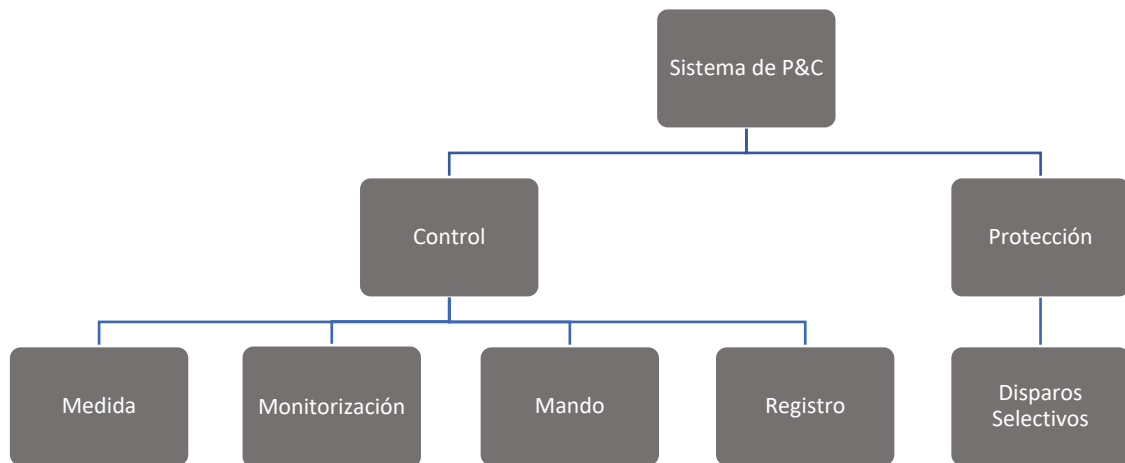 Sistema de P&C
Control
Protección
Medida
Monitorización
Mando
Registro
Disparos
Selectivos